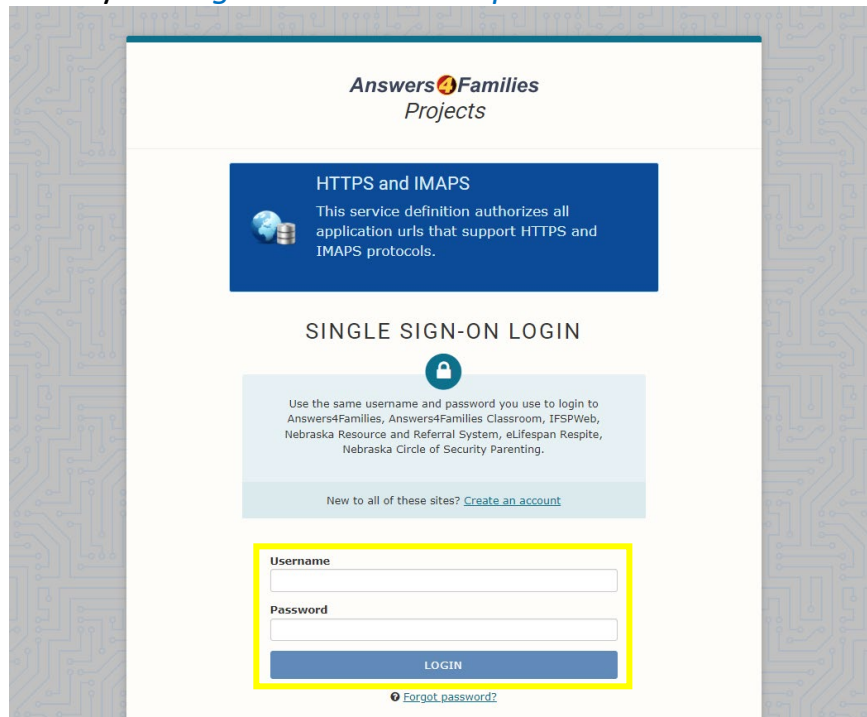 Answers4Families
Projects
HTTPS and IMAPS
This service definition authorizes all
application urls that support HTTPS and
IMAPS protocols.
SINGLE SIGN-ON LOGIN
Use the same username and password you use to login to
Answers4Families, Answers4Families Classroom, IFSPWeb,
Nebraska Resource and Referral System, eLifespan Respite,
Nebraska Circle of Security Parenting.
New to all of these sites? Create an account
Username
Password
LOGIN
Forgot password?